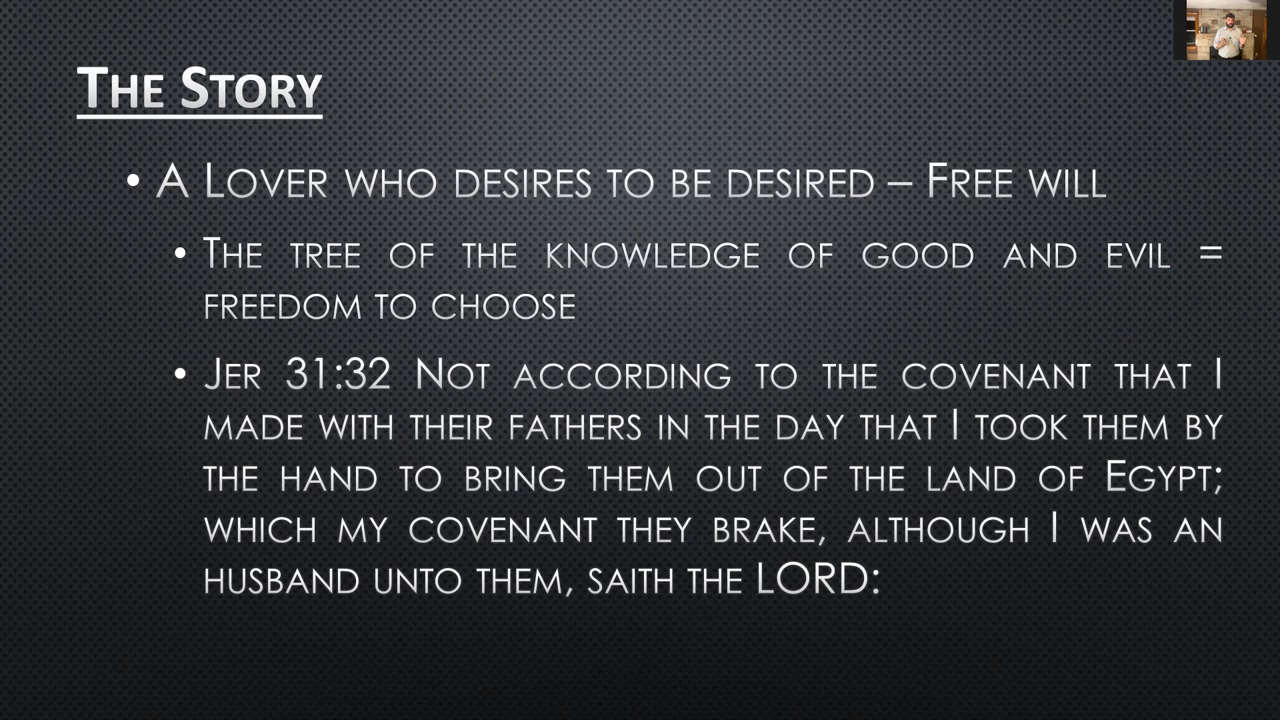 The Story
• A Lover who desires to be desired – Free will
• The tree of the knowledge of good and evil =
freedom to choose
• Jer 31:32 Not according to the covenant that I
made with their fathers in the day that I took them by
the hand to bring them out of the land of Egypt;
which my covenant they brake, although I was an
husband unto them, saith the LORD: